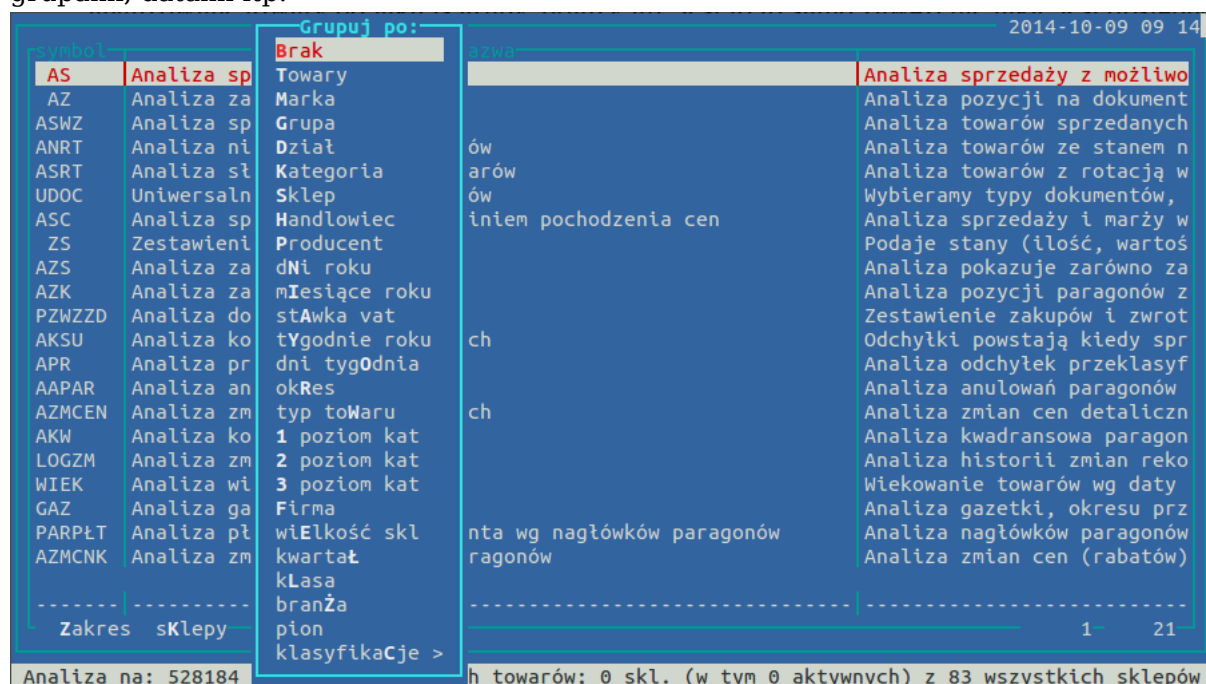 grupami, datami itp.
Grupuj po: 2014-10-09 09 14
symbol Brak azwa
AS Analiza sp Towary Analiza sprzedaży z możliwo
AZ Analiza za Marka Analiza pozycji na dokument
ASWZ Analiza sp Grupa Analiza towarów sprzedanych
ANRT Analiza ni Dział ów Analiza towarów ze stanem n
ASRT Analiza sł Kategoria arów Analiza towarów z rotacją w
UDOC Uniwersaln Sklep ów Wybieramy typy dokumentów,
ASC Analiza sp Handlowiec iniem pochodzenia cen Analiza sprzedaży i marży w
ZS Zestawieni Producent Podaje stany (ilość, wartoś
AZS Analiza za dNi roku Analiza pokazuje zarówno za
AZK Analiza za mIesiące roku Analiza pozycji paragonów z
PZWZZD Analiza do stAwka vat Zestawienie zakupów i zwrot
AKSU Analiza ko tYgodnie roku ch Odchyłki powstają kiedy spr
APR Analiza pr dni tygOdnia Analiza odchyłek przeklasyf
AAPAR Analiza an okRes Analiza anulowań paragonów
AZMCEN Analiza zm typ toWaru ch Analiza zmian cen detaliczn
AKW Analiza ko 1 poziom kat Analiza kwadransowa paragon
LOGZM Analiza zm 2 poziom kat Analiza historii zmian reko
WIEK Analiza wi 3 poziom kat Wiekowanie towarów wg daty
GAZ Analiza ga Firma Analiza gazetki, okresu prz
PARPŁT Analiza pł wiElkość skl nta wg nagłówków paragonów Analiza nagłówków paragonów
AZMCNK Analiza zm kwartaŁ ragonów Analiza zmian cen (rabatów)
kLasa
branŻa
Zakres sKlepy pion 1 21
klasyfikaCje >
Analiza na: 528184 h towarów; 0 skl. (w tym 0 aktywnych) z 83 wszystkich sklepów